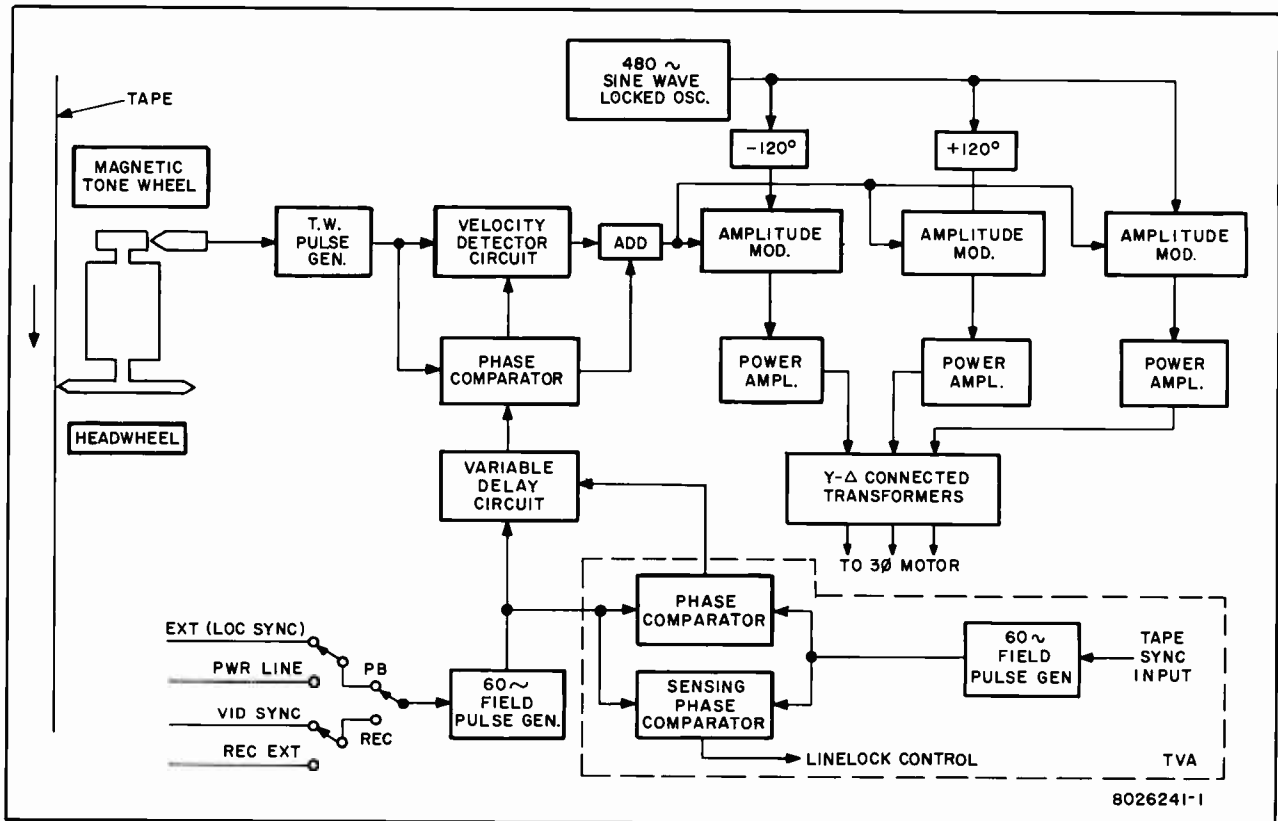 480 ~
SINE WAVE
LOCKED OSC.
TAPE
-120°
+120°
MAGNETIC
TONE WHEEL
T.W.
PULSE
GEN.
VELOCITY
DETECTOR
CIRCUIT
ADD
AMPLITUDE
MOD.
AMPLITUDE
MOD.
AMPLITUDE
MOD.
PHASE
COMPARATOR
POWER
AMPL.
POWER
AMPL.
POWER
AMPL.
HEADWHEEL
VARIABLE
DELAY
CIRCUIT
Y-Δ CONNECTED
TRANSFORMERS
TO 3Ø MOTOR
PHASE
COMPARATOR
EXT (LOC SYNC)
PWR LINE
PB
VID SYNC
REC
REC EXT
60~
FIELD
PULSE GEN.
SENSING
PHASE
COMPARATOR
60~
FIELD
PULSE GEN
TAPE
SYNC
INPUT
LINELOCK CONTROL
TVA
8026241-1